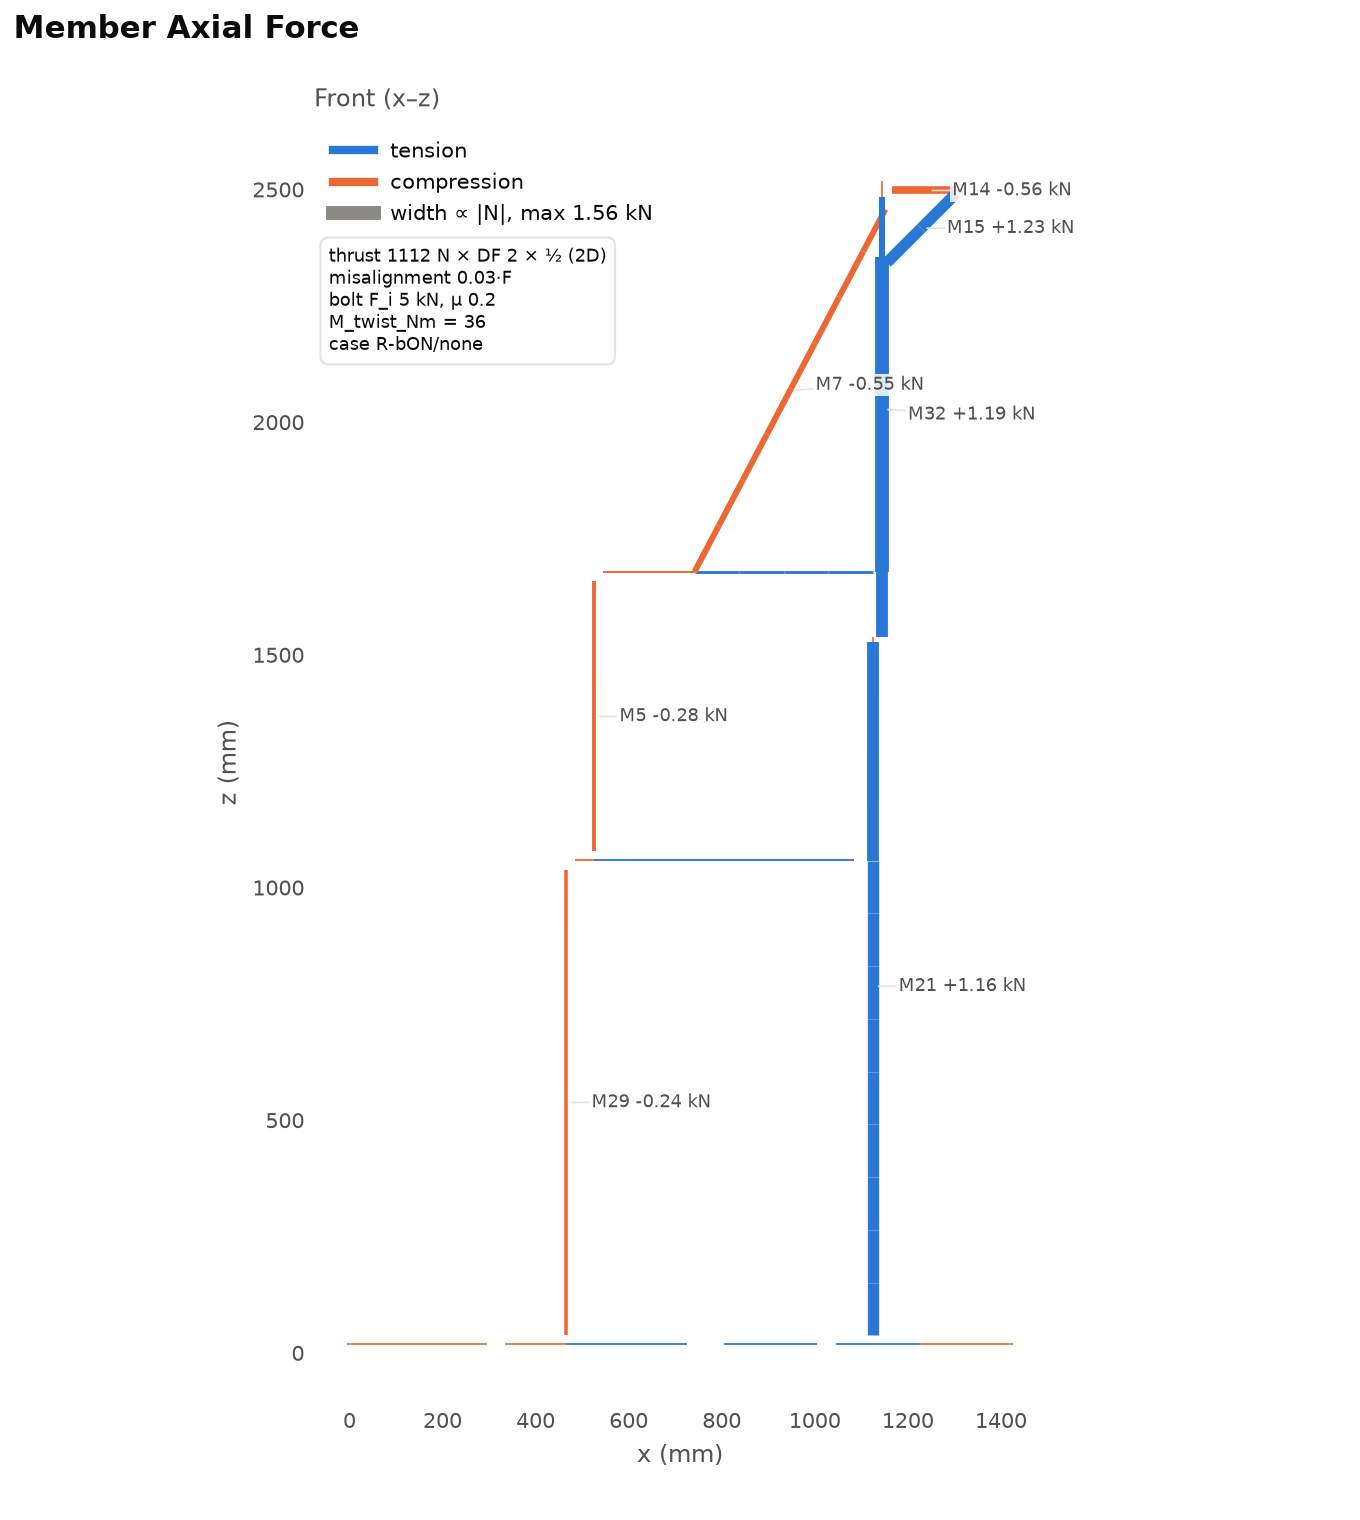 Member Axial Force
Front (x–z)
tension
compression
width ∝ |N|, max 1.56 kN
thrust 1112 N × DF 2 × ½ (2D)
misalignment 0.03·F
bolt F_i 5 kN, μ 0.2
M_twist_Nm = 36
case R-bON/none
2500
2000
1500
1000
500
0
z (mm)
M14 -0.56 kN
M15 +1.23 kN
M7 -0.55 kN
M32 +1.19 kN
M5 -0.28 kN
M21 +1.16 kN
M29 -0.24 kN
0 200 400 600 800 1000 1200 1400
x (mm)